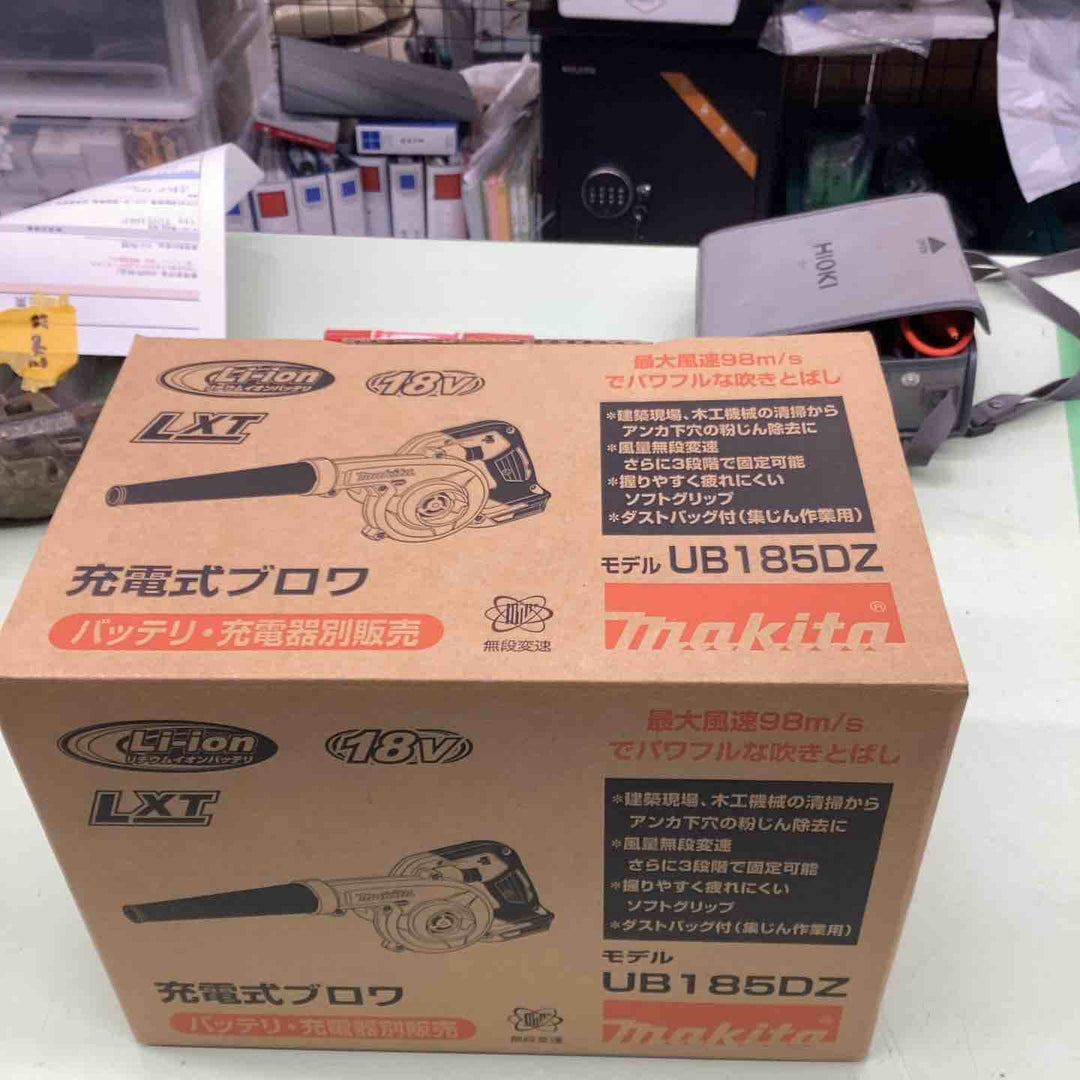 HIOKI
Li-ion
リチウムイオンバッテリ
18V
LXT
makita
充電式ブロワ
バッテリ・充電器別販売
無段変速
最大風速98m/s
でパワフルな吹きとばし
*建築現場、木工機械の清掃から
アンカ下穴の粉じん除去に
*風量無段変速
さらに3段階で固定可能
*握りやすく疲れにくい
ソフトグリップ
*ダストバッグ付(集じん作業用)
モデル UB185DZ
makita®
Li-ion
リチウムイオンバッテリ
18V
LXT
makita
充電式ブロワ
バッテリ・充電器別販売
無段変速
最大風速98m/s
でパワフルな吹きとばし
*建築現場、木工機械の清掃から
アンカ下穴の粉じん除去に
*風量無段変速
さらに3段階で固定可能
*握りやすく疲れにくい
ソフトグリップ
*ダストバッグ付(集じん作業用)
モデル
UB185DZ
makita®